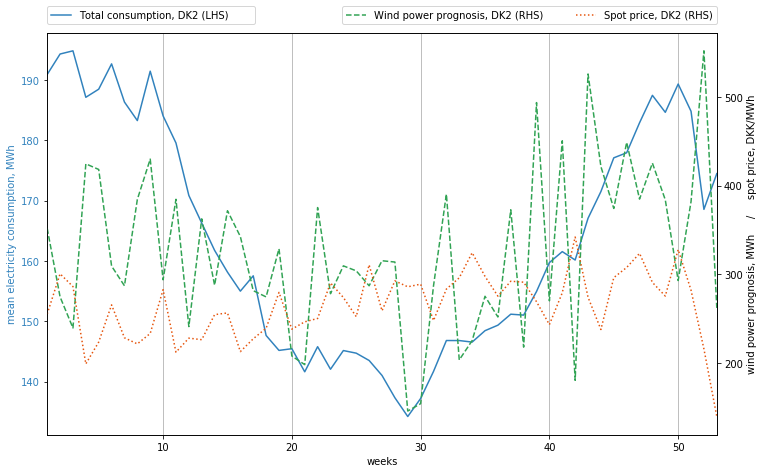 Total consumption, DK2 (LHS)
Wind power prognosis, DK2 (RHS)
Spot price, DK2 (RHS)
190
180
170
160
150
140
mean electricity consumption, MWh
500
400
300
200
wind power prognosis, MWh / spot price, DKK/MWh
10
20
30
40
50
weeks